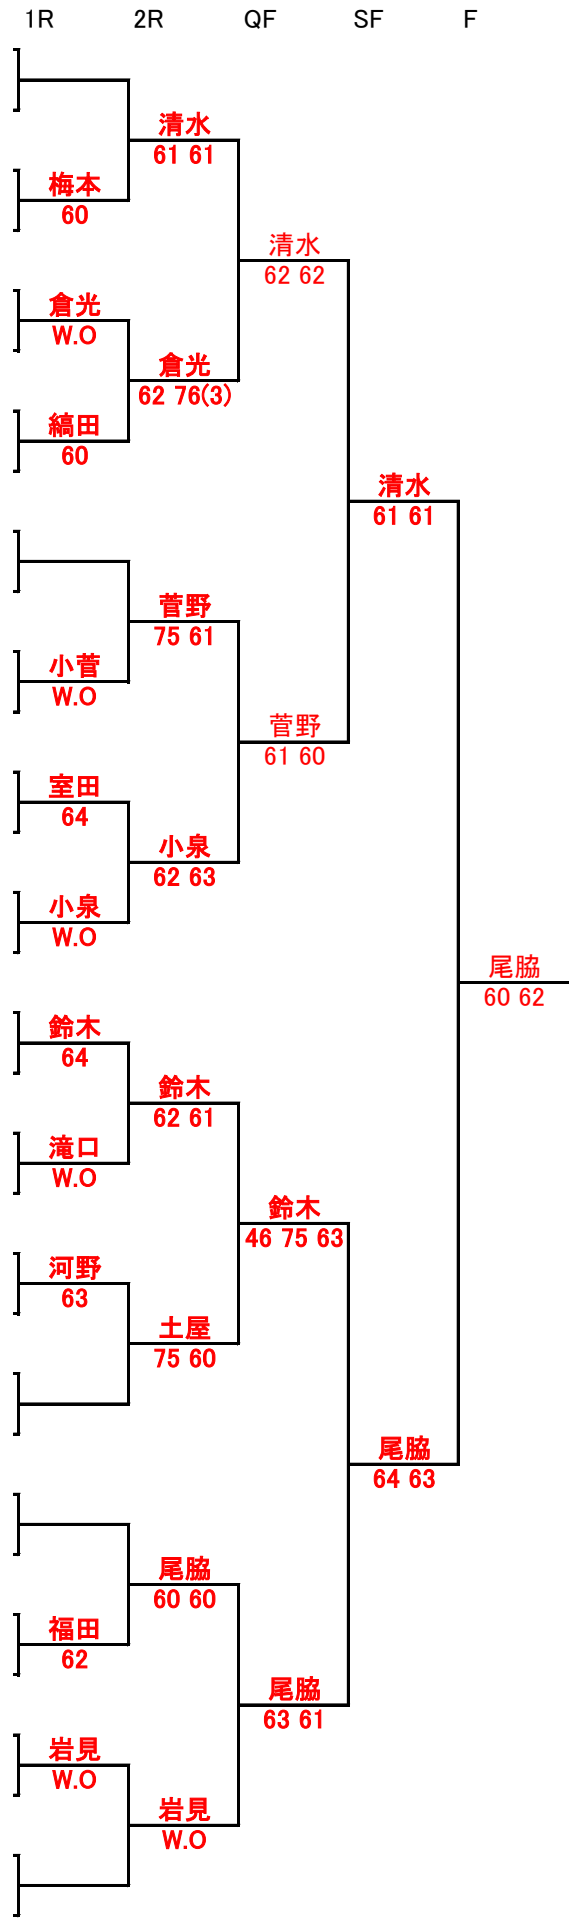 1R 2R QF SF F
清水
61 61
梅本
60
清水
62 62
倉光
W.O
倉光
62 76(3)
縞田
60
清水
61 61
菅野
75 61
小菅
W.O
菅野
61 60
室田
64
小泉
62 63
小泉
W.O
尾脇
60 62
鈴木
64
鈴木
62 61
滝口
W.O
鈴木
46 75 63
河野
63
土屋
75 60
尾脇
64 63
尾脇
60 60
福田
62
尾脇
63 61
岩見
W.O
岩見
W.O